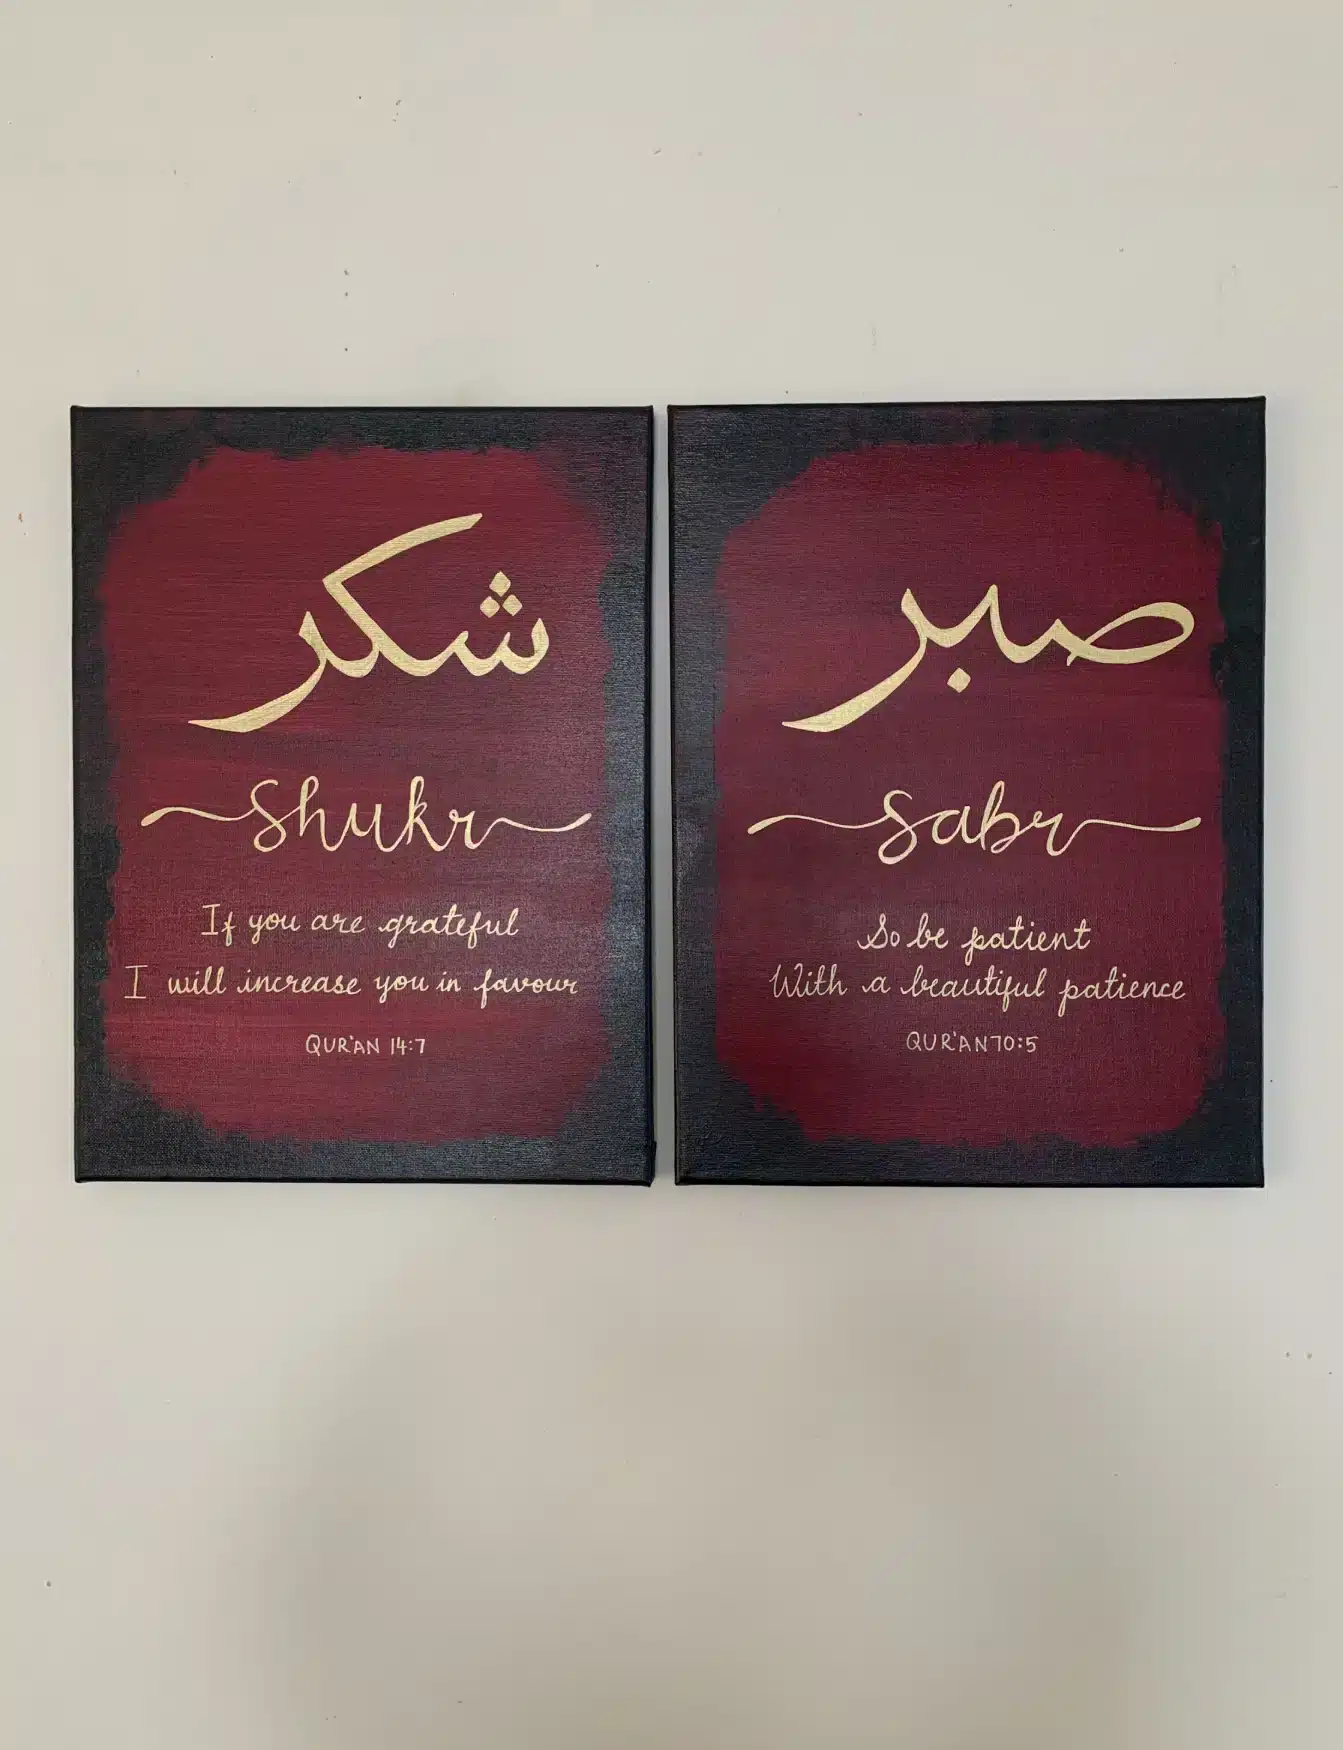 شكر
Shukr
If you are grateful
I will increase you in favour
QUR'AN 14:7
صبر
Sabr
So be patient
With a beautiful patience
QUR'AN 70:5